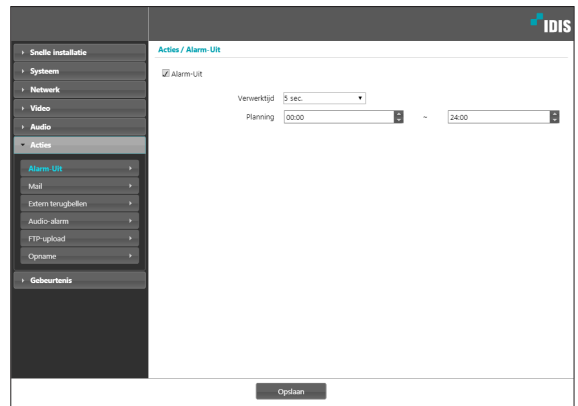 IDIS
Snelle installatie
Systeem
Netwerk
Video
Audio
Acties
Alarm-Uit
Mail
Extern terugbellen
Audio-alarm
FTP-upload
Opname
Gebeurtenis
Acties / Alarm-Uit
Alarm-Uit
Verwerktijd 5 sec.
Planning 00:00 ~ 24:00
Opslaan